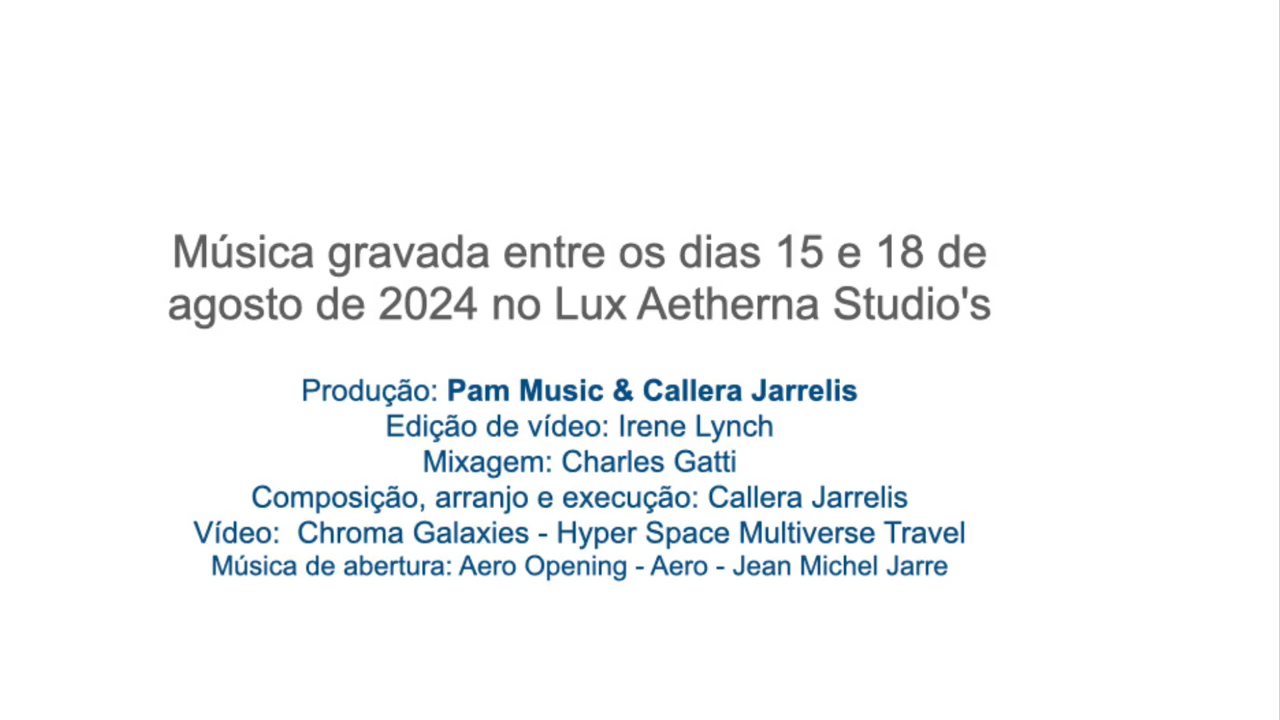 Música gravada entre os dias 15 e 18 de
agosto de 2024 no Lux Aetherna Studio's
Produção: Pam Music & Callera Jarrelis
Edição de vídeo: Irene Lynch
Mixagem: Charles Gatti
Composição, arranjo e execução: Callera Jarrelis
Vídeo:  Chroma Galaxies - Hyper Space Multiverse Travel
Música de abertura: Aero Opening - Aero - Jean Michel Jarre